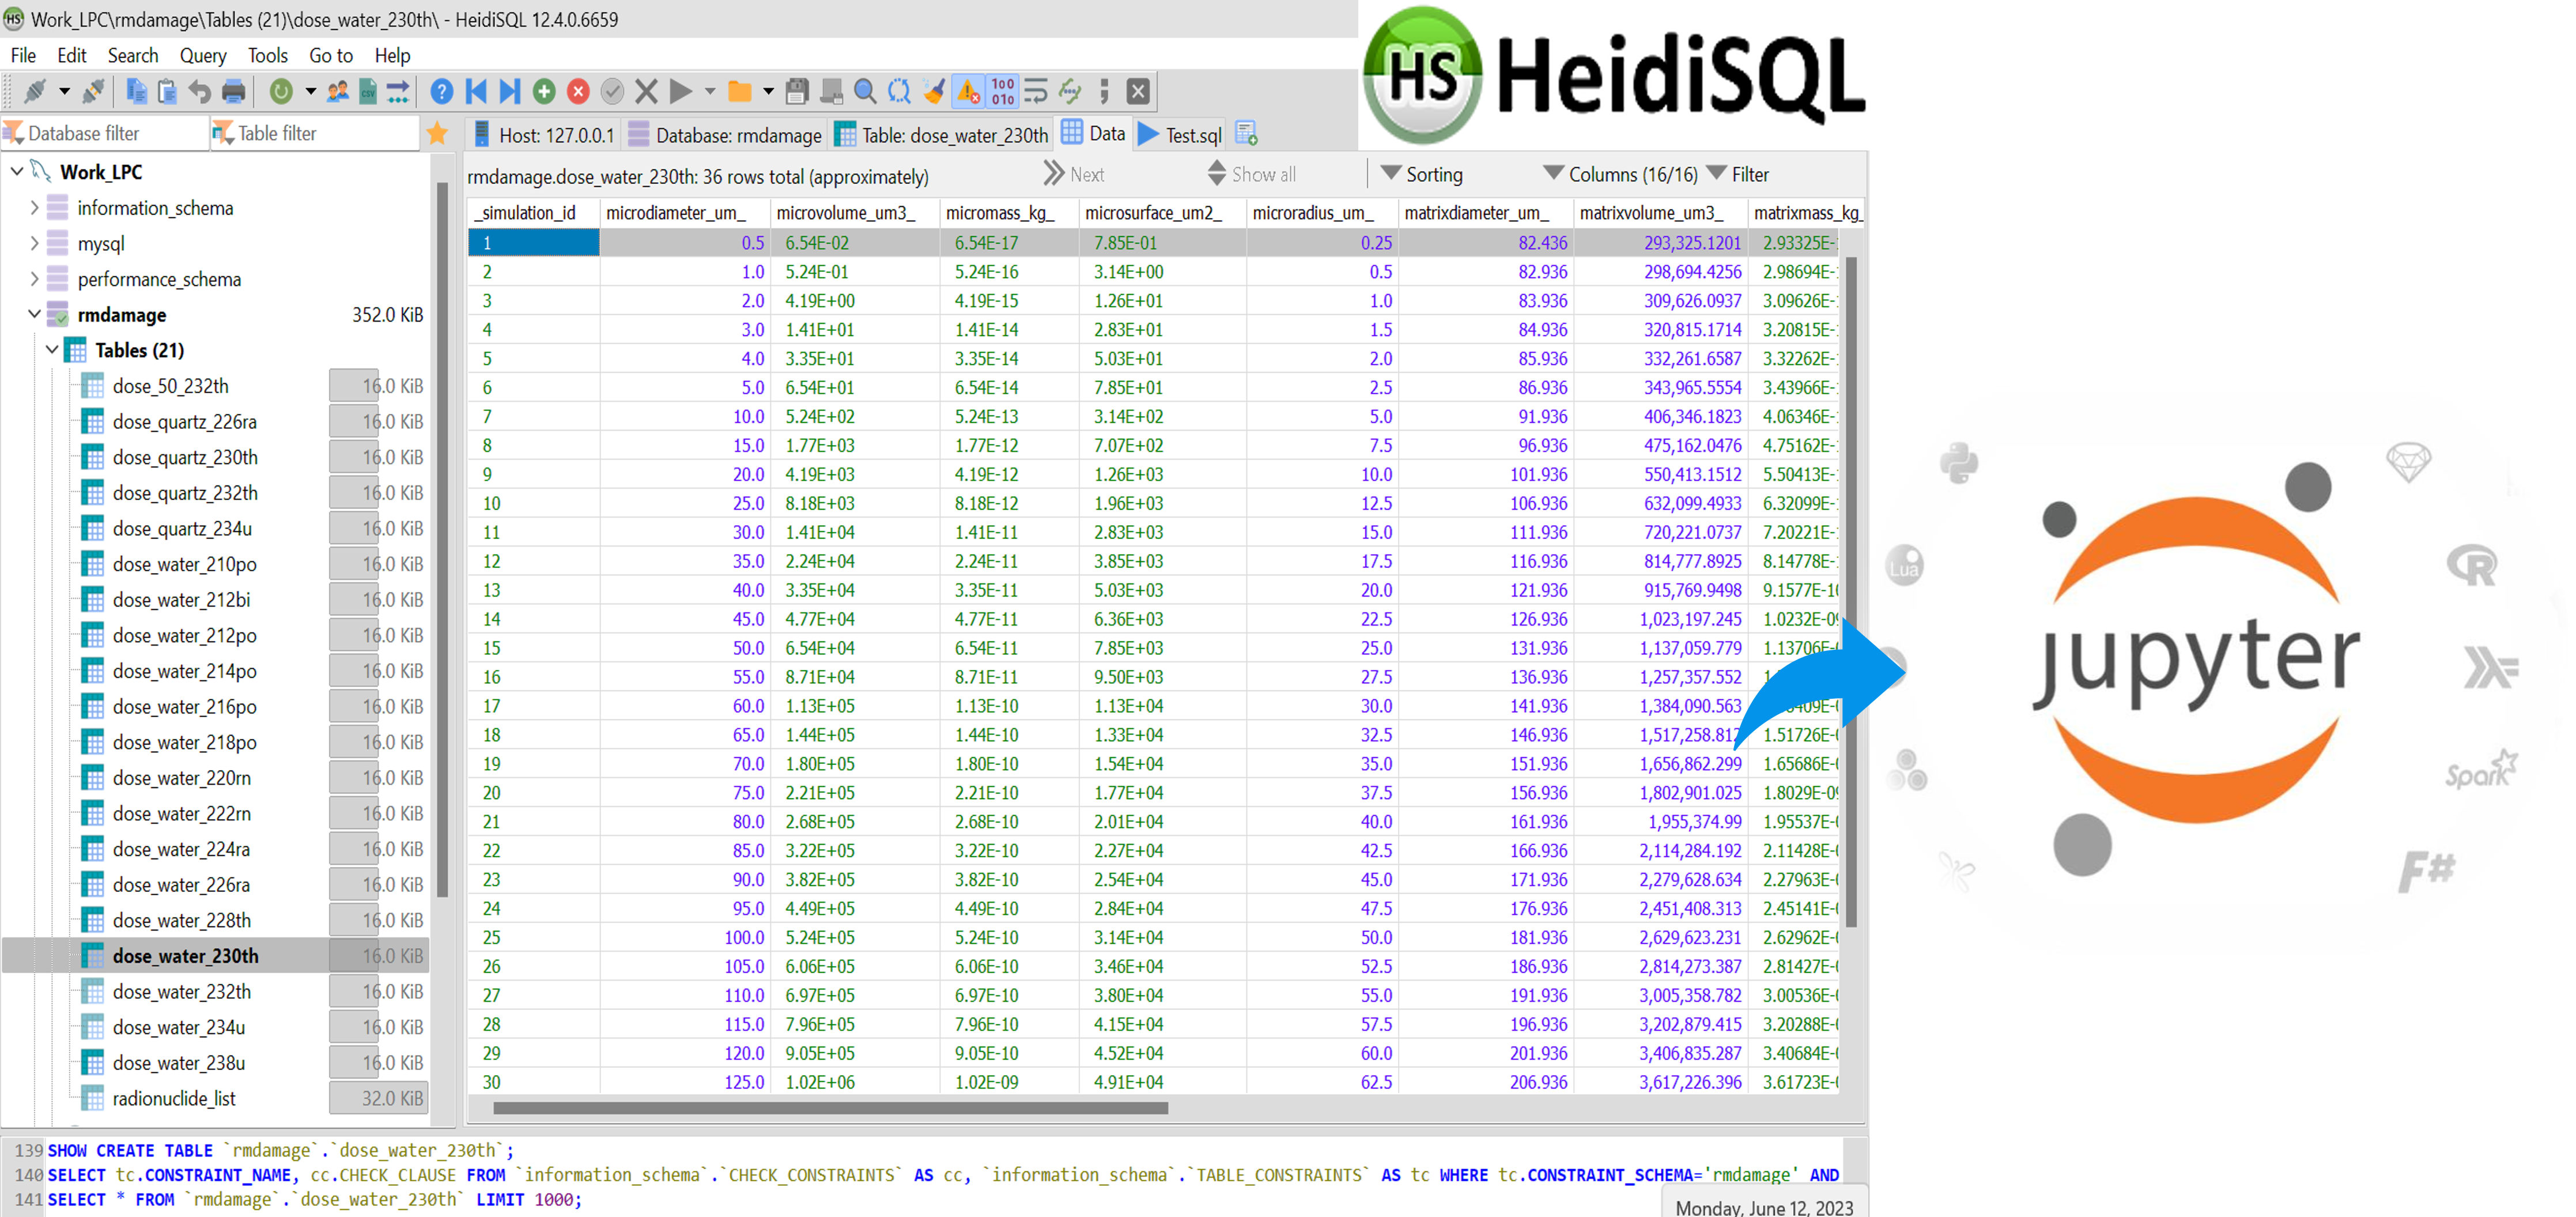 Work_LPC\rmdamage\Tables (21)\dose_water_230th\ - HeidiSQL 12.4.0.6659
File Edit Search Query Tools Go to Help
HS HeidiSQL
Database filter Table filter
Host: 127.0.0.1 Database: rmdamage Table: dose_water_230th Data Test.sql
rmdamage.dose_water_230th: 36 rows total (approximately) Next Show all Sorting Columns (16/16) Filter
Work_LPC
information_schema
mysql
performance_schema
rmdamage 352.0 KiB
Tables (21)
dose_50_232th 16.0 KiB
dose_quartz_226ra 16.0 KiB
dose_quartz_230th 16.0 KiB
dose_quartz_232th 16.0 KiB
dose_quartz_234u 16.0 KiB
dose_water_210po 16.0 KiB
dose_water_212bi 16.0 KiB
dose_water_212po 16.0 KiB
dose_water_214po 16.0 KiB
dose_water_216po 16.0 KiB
dose_water_218po 16.0 KiB
dose_water_220rn 16.0 KiB
dose_water_222rn 16.0 KiB
dose_water_224ra 16.0 KiB
dose_water_226ra 16.0 KiB
dose_water_228th 16.0 KiB
dose_water_230th 16.0 KiB
dose_water_232th 16.0 KiB
dose_water_234u 16.0 KiB
dose_water_238u 16.0 KiB
radionuclide_list 32.0 KiB
_simulation_id microdiameter_um_ microvolume_um3_ micromass_kg_ microsurface_um2_ microradius_um_ matrixdiameter_um_ matrixvolume_um3_ matrixmass_kg_
1 0.5 6.54E-02 6.54E-17 7.85E-01 0.25 82.436 293,325.1201 2.93325E-
2 1.0 5.24E-01 5.24E-16 3.14E+00 0.5 82.936 298,694.4256 2.98694E-
3 2.0 4.19E+00 4.19E-15 1.26E+01 1.0 83.936 309,626.0937 3.09626E-
4 3.0 1.41E+01 1.41E-14 2.83E+01 1.5 84.936 320,815.1714 3.20815E-
5 4.0 3.35E+01 3.35E-14 5.03E+01 2.0 85.936 332,261.6587 3.32262E-
6 5.0 6.54E+01 6.54E-14 7.85E+01 2.5 86.936 343,965.5554 3.43966E-
7 10.0 5.24E+02 5.24E-13 3.14E+02 5.0 91.936 406,346.1823 4.06346E-
8 15.0 1.77E+03 1.77E-12 7.07E+02 7.5 96.936 475,162.0476 4.75162E-
9 20.0 4.19E+03 4.19E-12 1.26E+03 10.0 101.936 550,413.1512 5.50413E-
10 25.0 8.18E+03 8.18E-12 1.96E+03 12.5 106.936 632,099.4933 6.32099E-
11 30.0 1.41E+04 1.41E-11 2.83E+03 15.0 111.936 720,221.0737 7.20221E-
12 35.0 2.24E+04 2.24E-11 3.85E+03 17.5 116.936 814,777.8925 8.14778E-
13 40.0 3.35E+04 3.35E-11 5.03E+03 20.0 121.936 915,769.9498 9.1577E-10
14 45.0 4.77E+04 4.77E-11 6.36E+03 22.5 126.936 1,023,197.245 1.0232E-09
15 50.0 6.54E+04 6.54E-11 7.85E+03 25.0 131.936 1,137,059.779 1.13706E-
16 55.0 8.71E+04 8.71E-11 9.50E+03 27.5 136.936 1,257,357.552
17 60.0 1.13E+05 1.13E-10 1.13E+04 30.0 141.936 1,384,090.563
18 65.0 1.44E+05 1.44E-10 1.33E+04 32.5 146.936 1,517,258.81 1.51726E-0
19 70.0 1.80E+05 1.80E-10 1.54E+04 35.0 151.936 1,656,862.299 1.65686E-0
20 75.0 2.21E+05 2.21E-10 1.77E+04 37.5 156.936 1,802,901.025 1.8029E-09
21 80.0 2.68E+05 2.68E-10 2.01E+04 40.0 161.936 1,955,374.99 1.95537E-0
22 85.0 3.22E+05 3.22E-10 2.27E+04 42.5 166.936 2,114,284.192 2.11428E-0
23 90.0 3.82E+05 3.82E-10 2.54E+04 45.0 171.936 2,279,628.634 2.27963E-0
24 95.0 4.49E+05 4.49E-10 2.84E+04 47.5 176.936 2,451,408.313 2.45141E-0
25 100.0 5.24E+05 5.24E-10 3.14E+04 50.0 181.936 2,629,623.231 2.62962E-0
26 105.0 6.06E+05 6.06E-10 3.46E+04 52.5 186.936 2,814,273.387 2.81427E-0
27 110.0 6.97E+05 6.97E-10 3.80E+04 55.0 191.936 3,005,358.782 3.00536E-0
28 115.0 7.96E+05 7.96E-10 4.15E+04 57.5 196.936 3,202,879.415 3.20288E-0
29 120.0 9.05E+05 9.05E-10 4.52E+04 60.0 201.936 3,406,835.287 3.40684E-0
30 125.0 1.02E+06 1.02E-09 4.91E+04 62.5 206.936 3,617,226.396 3.61723E-0
139 SHOW CREATE TABLE `rmdamage`.`dose_water_230th`;
140 SELECT tc.CONSTRAINT_NAME, cc.CHECK_CLAUSE FROM `information_schema`.`CHECK_CONSTRAINTS` AS cc, `information_schema`.`TABLE_CONSTRAINTS` AS tc WHERE tc.CONSTRAINT_SCHEMA='rmdamage' AND
141 SELECT * FROM `rmdamage`.`dose_water_230th` LIMIT 1000;
Monday, June 12, 2023
Lua
R
jupyter
Spark
F#